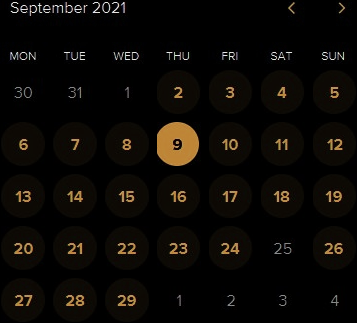 September 2021
MON TUE WED THU FRI SAT SUN
30 31 1 2 3 4 5
6 7 8 9 10 11 12
13 14 15 16 17 18 19
20 21 22 23 24 25 26
27 28 29 1 2 3 4